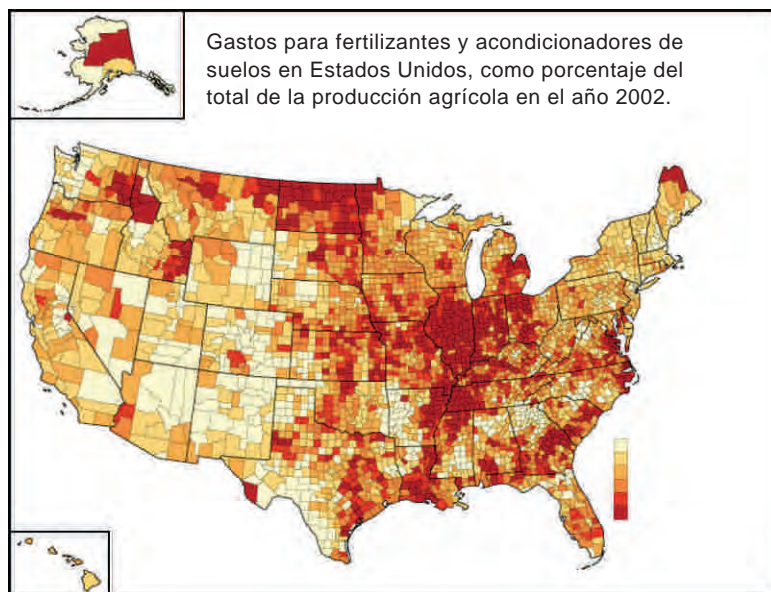 Gastos para fertilizantes y acondicionadores de
suelos en Estados Unidos, como porcentaje del
total de la producción agrícola en el año 2002.